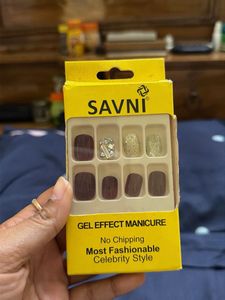 SAVNI
GEL EFFECT MANICURE
No Chipping
Most Fashionable
Celebrity Style